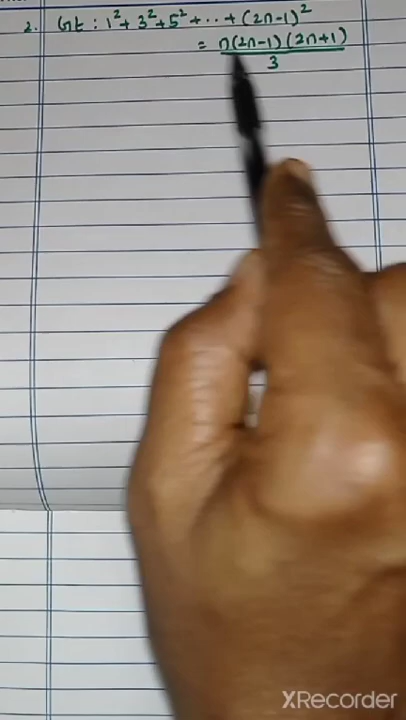 2. Gt : 1² + 3² + 5² + ... + (2n-1)²
= n(2n-1)(2n+1)
3
XRecorder